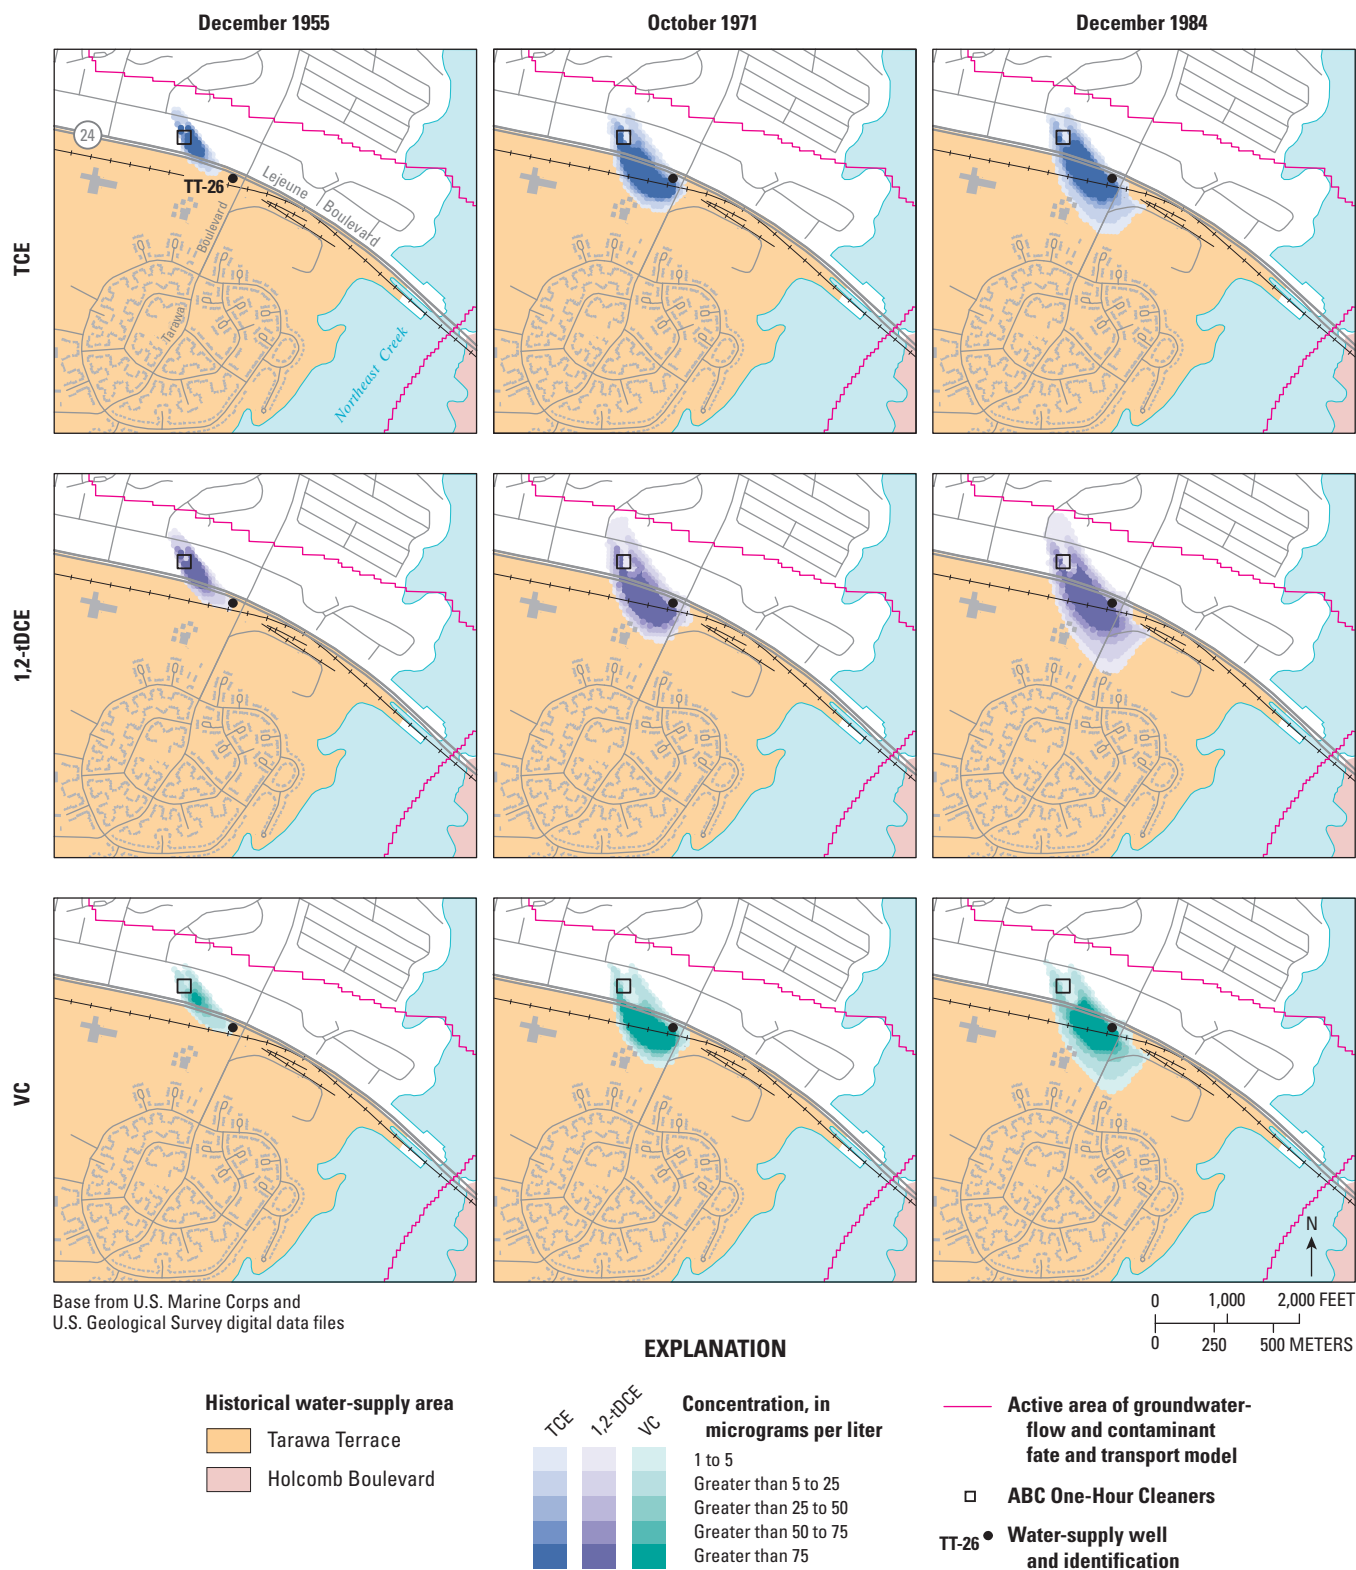 December 1955
October 1971
December 1984
TCE
24
TT-26
Lejeune
Boulevard
Boulevard
Tarawa
Northeast Creek
1,2-tDCE
VC
N
Base from U.S. Marine Corps and
U.S. Geological Survey digital data files
0 1,000 2,000 FEET
0 250 500 METERS
EXPLANATION
Historical water-supply area
Tarawa Terrace
Holcomb Boulevard
TCE
1,2-tDCE
VC
Concentration, in
micrograms per liter
1 to 5
Greater than 5 to 25
Greater than 25 to 50
Greater than 50 to 75
Greater than 75
Active area of groundwater-
flow and contaminant
fate and transport model
ABC One-Hour Cleaners
TT-26
Water-supply well
and identification